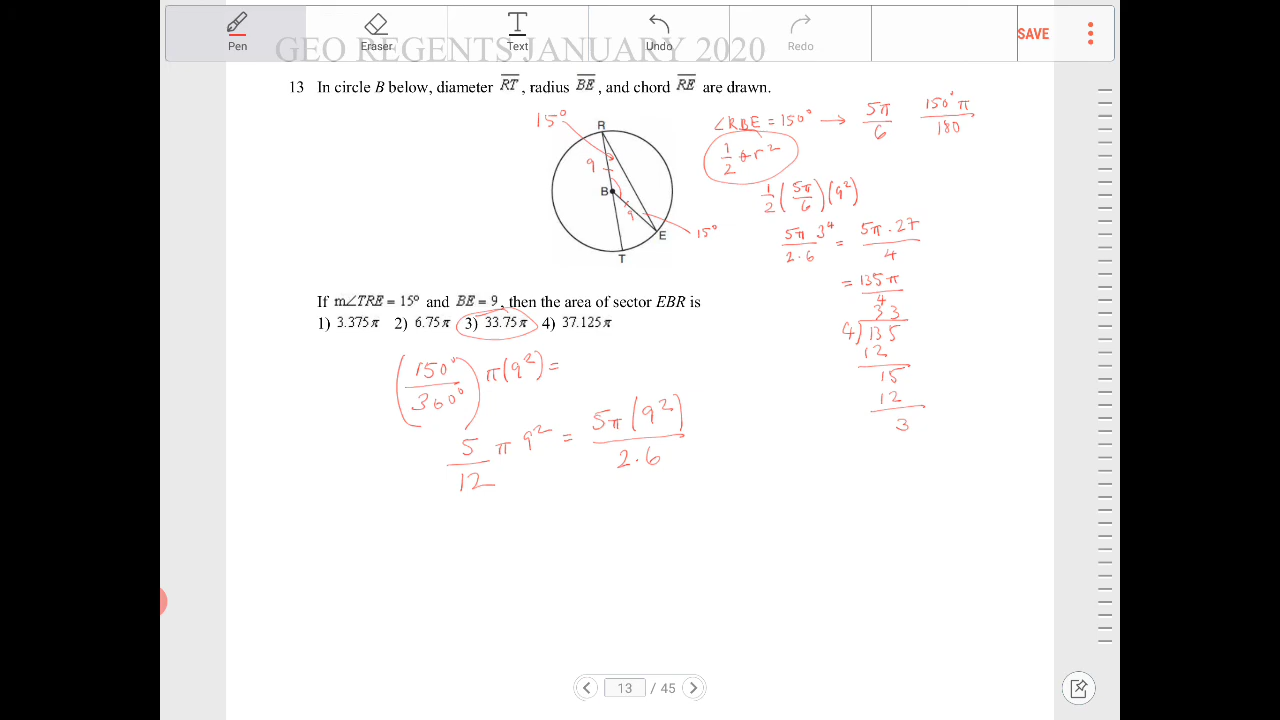 Pen
Eraser
Text
Undo
Redo
SAVE
GEO REGENTS JANUARY 2020
13 In circle B below, diameter RT, radius BE, and chord RE are drawn.
15°
R
9
B
9
E
15°
T
∠RBE = 150° → 5π/6 150°π/180
1/2 θr²
1/2 (5π/6)(9²)
5π 3⁴/2·6 = 5π·27/4
= 135π/4
33
4)135
12
15
12
3
If m∠TRE = 15° and BE = 9, then the area of sector EBR is
1) 3.375π 2) 6.75π 3) 33.75π 4) 37.125π
(150°/360°) π(9²) =
5/12 π 9² = 5π(9²)/2·6
13 / 45